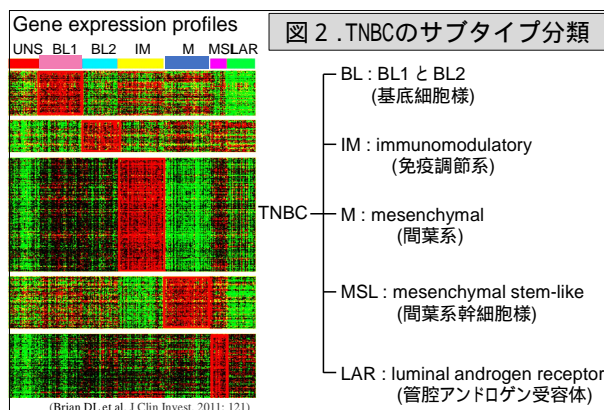 Gene expression profiles
図２.TNBCのサブタイプ分類
UNS BL1 BL2 IM M MSL LAR
BL : BL1 と BL2
(基底細胞様)
IM : immunomodulatory
(免疫調節系)
TNBC
M : mesenchymal
(間葉系)
MSL : mesenchymal stem-like
(間葉系幹細胞様)
LAR : luminal androgen receptor
(管腔アンドロゲン受容体)
(Brian DL et al. J Clin Invest. 2011; 121)